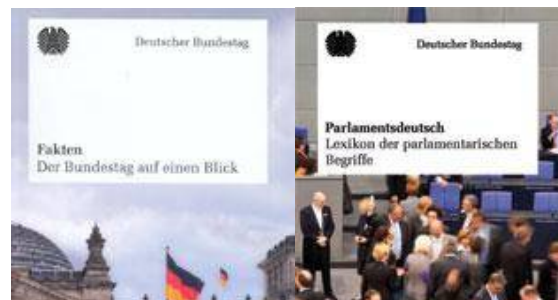 Deutscher Bundestag
Fakten
Der Bundestag auf einen Blick
Deutscher Bundestag
Parlamentsdeutsch
Lexikon der parlamentarischen
Begriffe